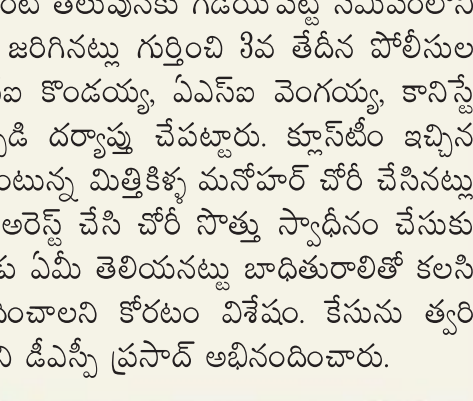 జరిగినట్లు గుర్తించి 3వ తేదీన పోలీసుల
ఐ కొండయ్య, ఏఎస్ఐ వెంగయ్య, కానిస్టే
డి దర్యాప్తు చేపట్టారు. క్లూస్‌టీం ఇచ్చిన
ంటున్న మిత్తికిళ్ళ మనోహర్ చోరీ చేసినట్లు
అరెస్ట్ చేసి చోరీ సొత్తు స్వాధీనం చేసుకు
కు ఏమీ తెలియనట్టు బాధితురాలితో కలసి
ంచాలని కోరటం విశేషం. కేసును త్వరి
ని డీఎస్పీ ప్రసాద్ అభినందించారు.